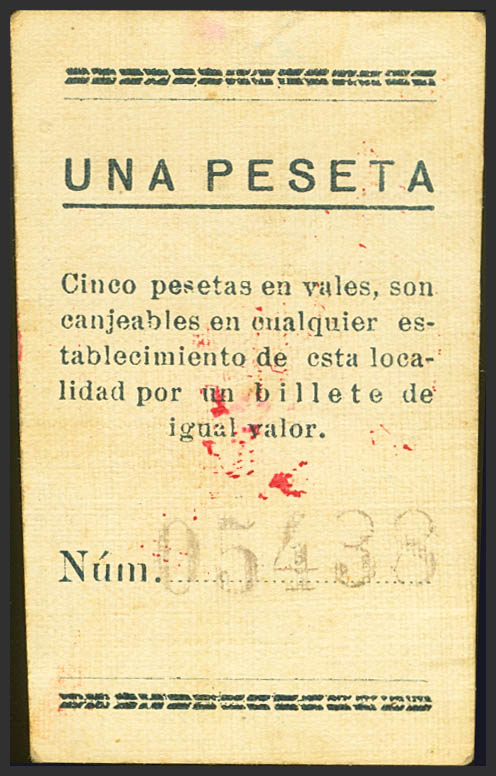 UNA PESETA
Cinco pesetas en vales, son
canjeables en cualquier es-
tablecimiento de esta loca-
lidad por un billete de
igual valor.
Núm. 05438